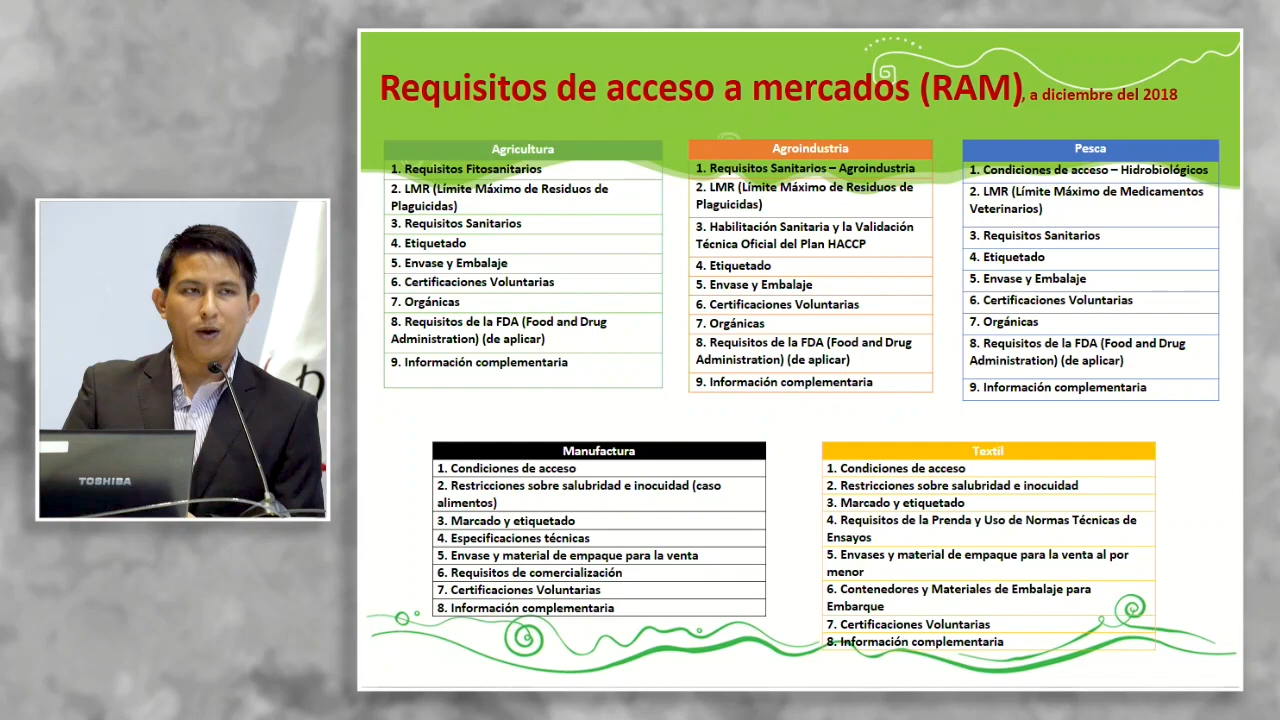 Requisitos de acceso a mercados (RAM), a diciembre del 2018
Agricultura
1. Requisitos Fitosanitarios
2. LMR (Límite Máximo de Residuos de
Plaguicidas)
3. Requisitos Sanitarios
4. Etiquetado
5. Envase y Embalaje
6. Certificaciones Voluntarias
7. Orgánicas
8. Requisitos de la FDA (Food and Drug
Administration) (de aplicar)
9. Información complementaria
Agroindustria
1. Requisitos Sanitarios – Agroindustria
2. LMR (Límite Máximo de Residuos de
Plaguicidas)
3. Habilitación Sanitaria y la Validación
Técnica Oficial del Plan HACCP
4. Etiquetado
5. Envase y Embalaje
6. Certificaciones Voluntarias
7. Orgánicas
8. Requisitos de la FDA (Food and Drug
Administration) (de aplicar)
9. Información complementaria
Pesca
1. Condiciones de acceso – Hidrobiológicos
2. LMR (Límite Máximo de Medicamentos
Veterinarios)
3. Requisitos Sanitarios
4. Etiquetado
5. Envase y Embalaje
6. Certificaciones Voluntarias
7. Orgánicas
8. Requisitos de la FDA (Food and Drug
Administration) (de aplicar)
9. Información complementaria
Manufactura
1. Condiciones de acceso
2. Restricciones sobre salubridad e inocuidad (caso
alimentos)
3. Marcado y etiquetado
4. Especificaciones técnicas
5. Envase y material de empaque para la venta
6. Requisitos de comercialización
7. Certificaciones Voluntarias
8. Información complementaria
Textil
1. Condiciones de acceso
2. Restricciones sobre salubridad e inocuidad
3. Marcado y etiquetado
4. Requisitos de la Prenda y Uso de Normas Técnicas de
Ensayos
5. Envases y material de empaque para la venta al por
menor
6. Contenedores y Materiales de Embalaje para
Embarque
7. Certificaciones Voluntarias
8. Información complementaria
TOSHIBA